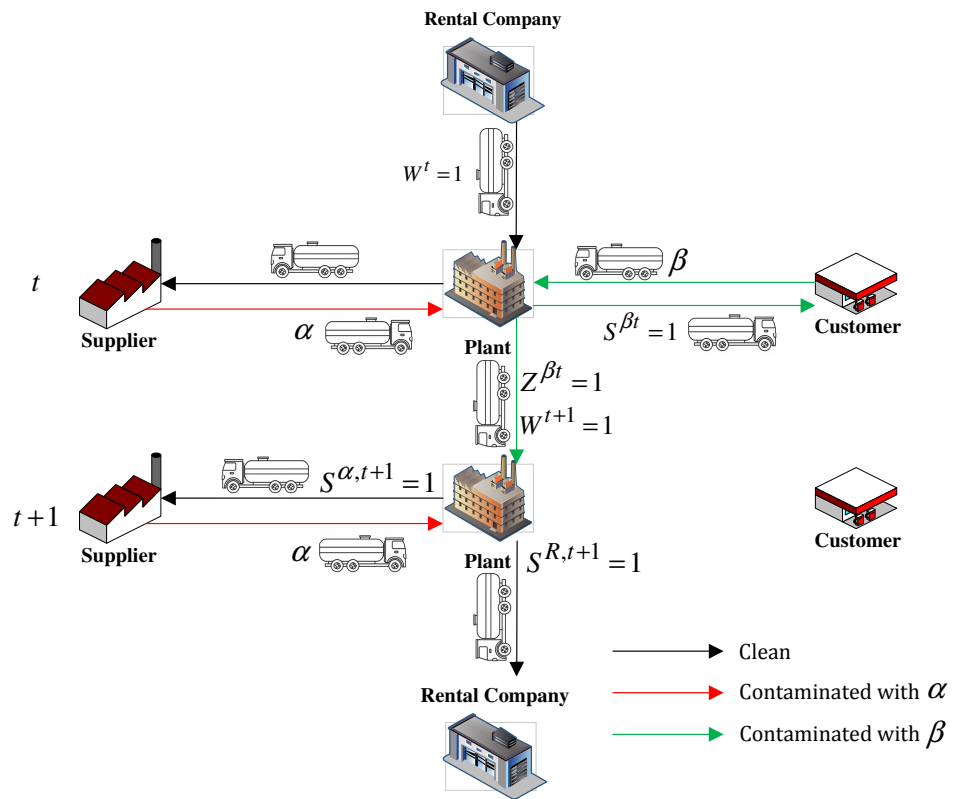 Rental Company
W^t = 1
t
β
α
S^{βt} = 1
Supplier
Customer
Plant
Z^{βt} = 1
W^{t+1} = 1
S^{α,t+1} = 1
t+1
α
Supplier
Plant
Customer
S^{R,t+1} = 1
Rental Company
Clean
Contaminated with α
Contaminated with β